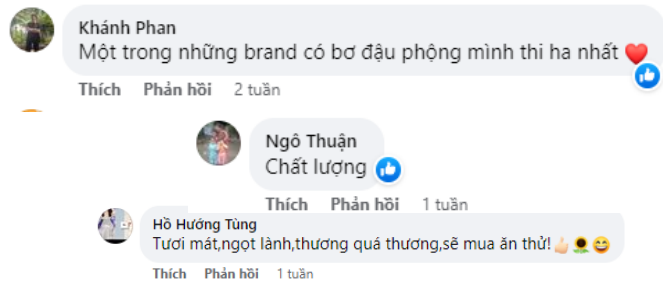 Khánh Phan
Một trong những brand có bơ đậu phộng mình thi ha nhất ❤️
Thích Phản hồi 2 tuần
Ngô Thuận
Chất lượng
Thích Phản hồi 1 tuần
Hồ Hướng Tùng
Tươi mát,ngọt lành,thương quá thương,sẽ mua ăn thử!👍🏻🌻😄
Thích Phản hồi 1 tuần